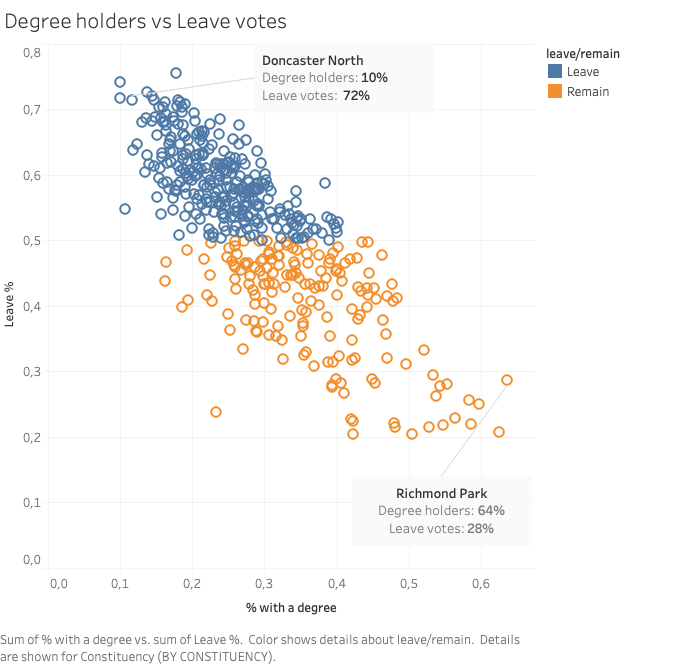 Degree holders vs Leave votes
0,8
0,7
0,6
0,5
0,4
0,3
0,2
0,1
0,0
Leave %
Doncaster North
Degree holders: 10%
Leave votes: 72%
leave/remain
Leave
Remain
Richmond Park
Degree holders: 64%
Leave votes: 28%
0,0 0,1 0,2 0,3 0,4 0,5 0,6
% with a degree
Sum of % with a degree vs. sum of Leave %. Color shows details about leave/remain. Details
are shown for Constituency (BY CONSTITUENCY).